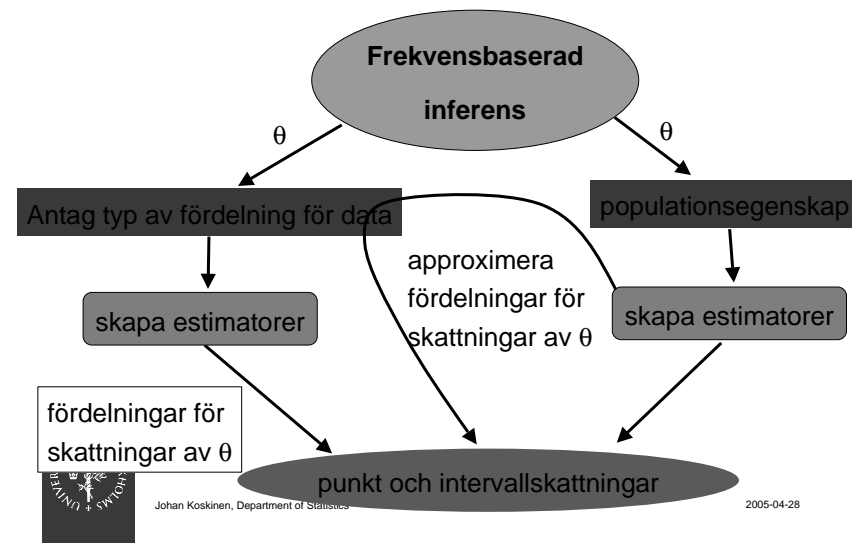 Frekvensbaserad
inferens
θ
θ
Antag typ av fördelning för data
populationsegenskap
approximera
fördelningar för
skattningar av θ
skapa estimatorer
skapa estimatorer
fördelningar för
skattningar av θ
punkt och intervallskattningar
Johan Koskinen, Department of Statistics
2005-04-28